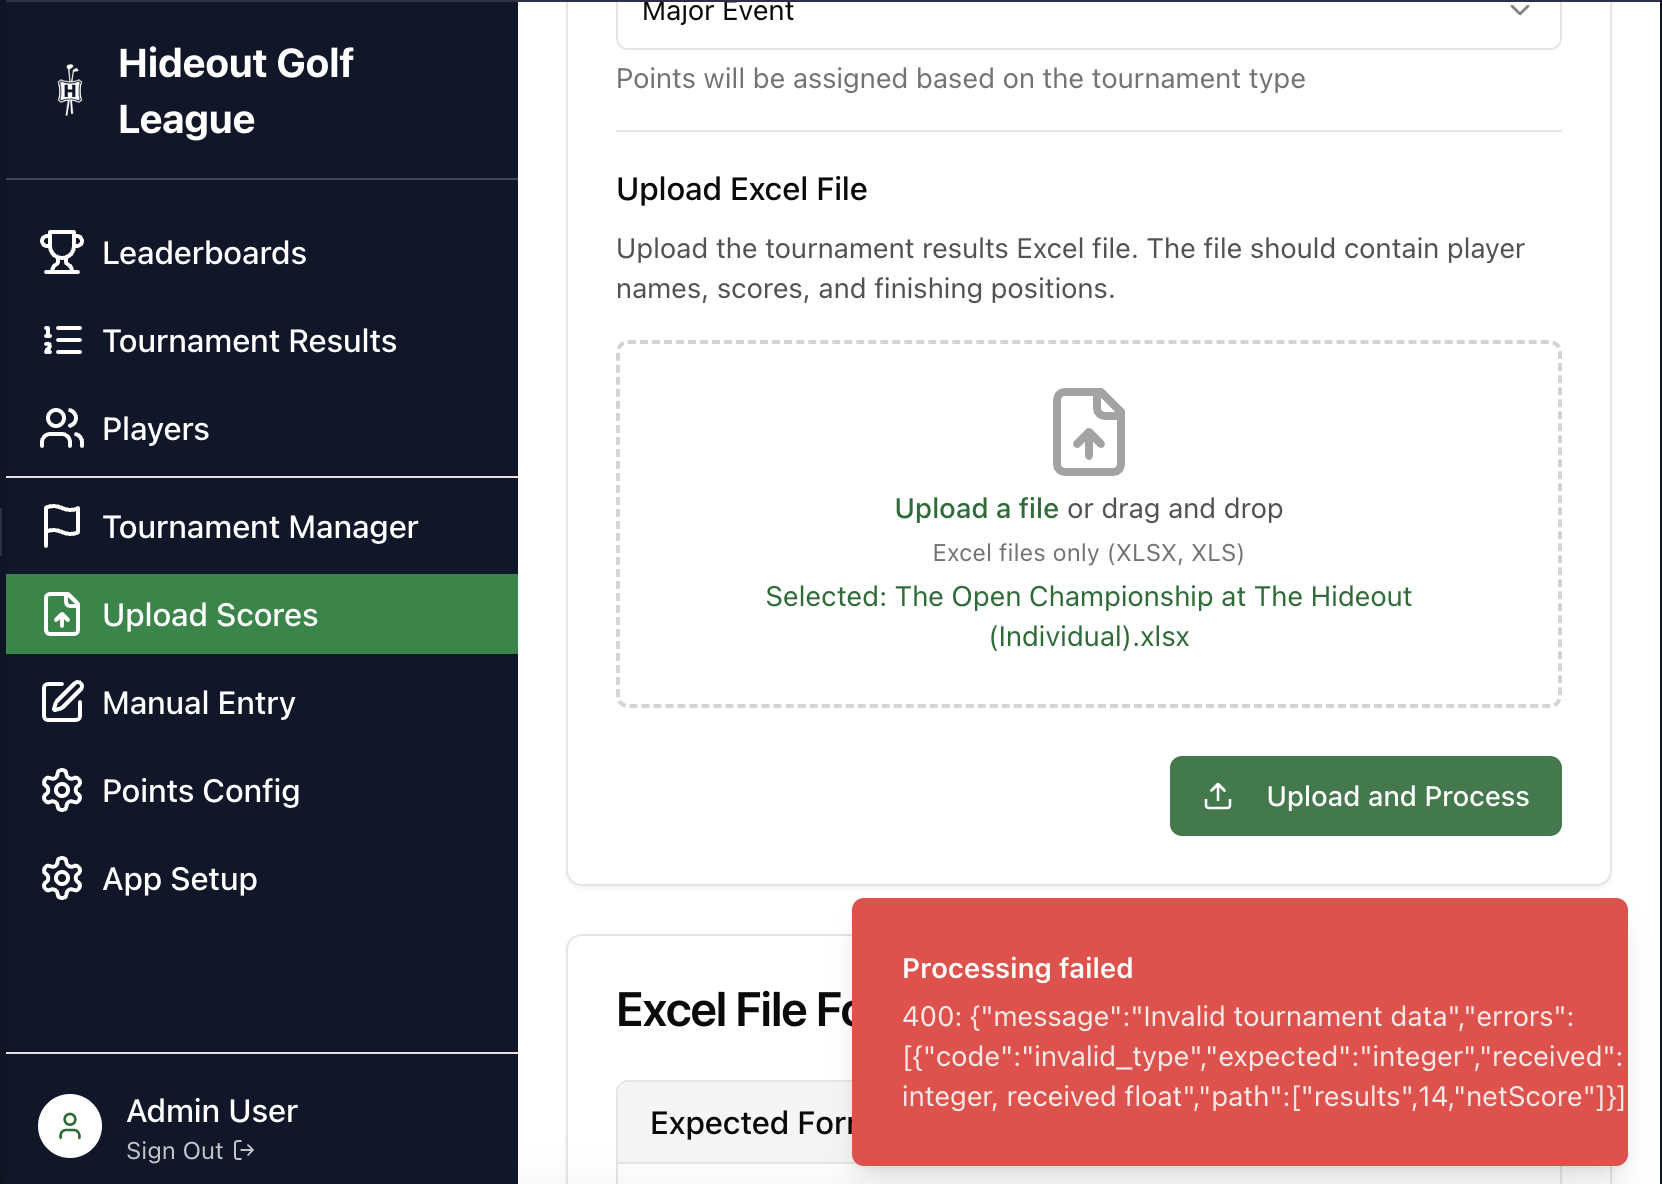 Hideout Golf
League
Leaderboards
Tournament Results
Players
Tournament Manager
Upload Scores
Manual Entry
Points Config
App Setup
Admin User
Sign Out
Major Event
Points will be assigned based on the tournament type
Upload Excel File
Upload the tournament results Excel file. The file should contain player
names, scores, and finishing positions.
Upload a file or drag and drop
Excel files only (XLSX, XLS)
Selected: The Open Championship at The Hideout
(Individual).xlsx
Upload and Process
Excel File Fo
Expected For
Processing failed
400: {"message":"Invalid tournament data","errors":
[{"code":"invalid_type","expected":"integer","received":
integer, received float","path":["results",14,"netScore"]}]